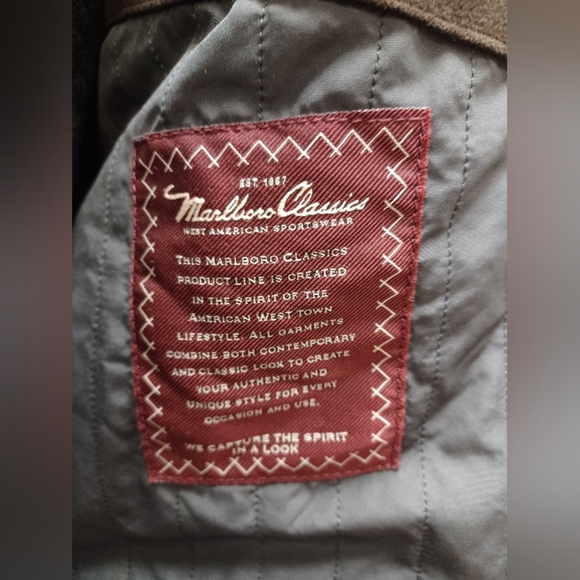 EST. 1987
Marlboro Classics
WEST AMERICAN SPORTSWEAR
THIS MARLBORO CLASSICS
PRODUCT LINE IS CREATED
IN THE SPIRIT OF THE
AMERICAN WEST TOWN
LIFESTYLE. ALL GARMENTS
COMBINE BOTH CONTEMPORARY
AND CLASSIC LOOK TO CREATE
YOUR AUTHENTIC AND
UNIQUE STYLE FOR EVERY
OCCASION AND USE.
WE CAPTURE THE SPIRIT
IN A LOOK